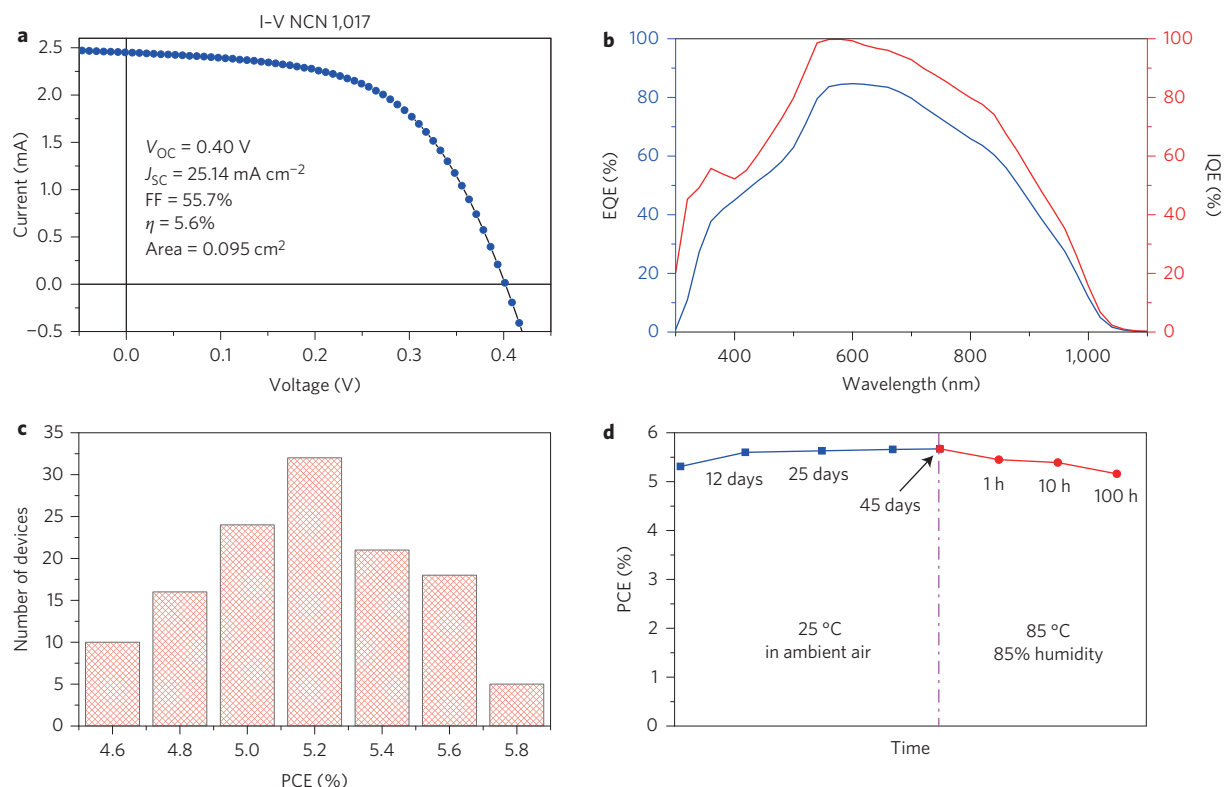 a
I–V NCN 1,017
2.5
2.0
1.5
1.0
0.5
0.0
−0.5
Current (mA)
V_OC = 0.40 V
J_SC = 25.14 mA cm⁻²
FF = 55.7%
η = 5.6%
Area = 0.095 cm²
0.0 0.1 0.2 0.3 0.4
Voltage (V)
b
100
80
60
40
20
0
EQE (%)
100
80
60
40
20
0
IQE (%)
400 600 800 1,000
Wavelength (nm)
c
35
30
25
20
15
10
5
0
Number of devices
4.6 4.8 5.0 5.2 5.4 5.6 5.8
PCE (%)
d
6
5
4
3
2
1
0
PCE (%)
12 days
25 days
45 days
1 h
10 h
100 h
25 °C
in ambient air
85 °C
85% humidity
Time